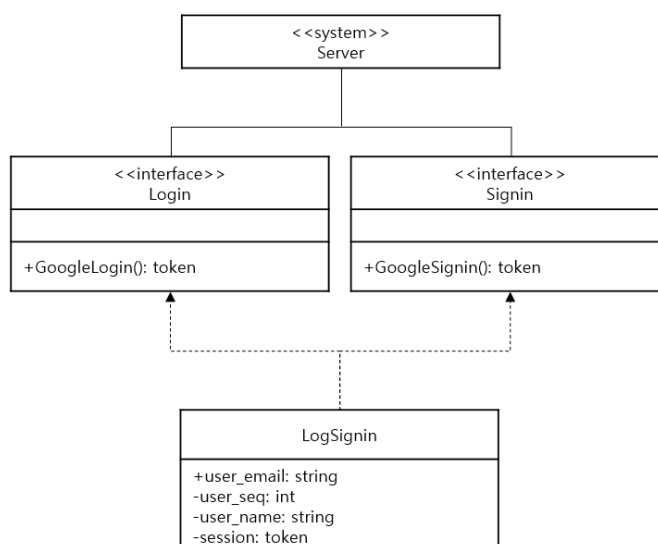 <<system>>
Server
<<interface>>
Login
+GoogleLogin(): token
<<interface>>
Signin
+GoogleSignin(): token
LogSignin
+user_email: string
-user_seq: int
-user_name: string
-session: token